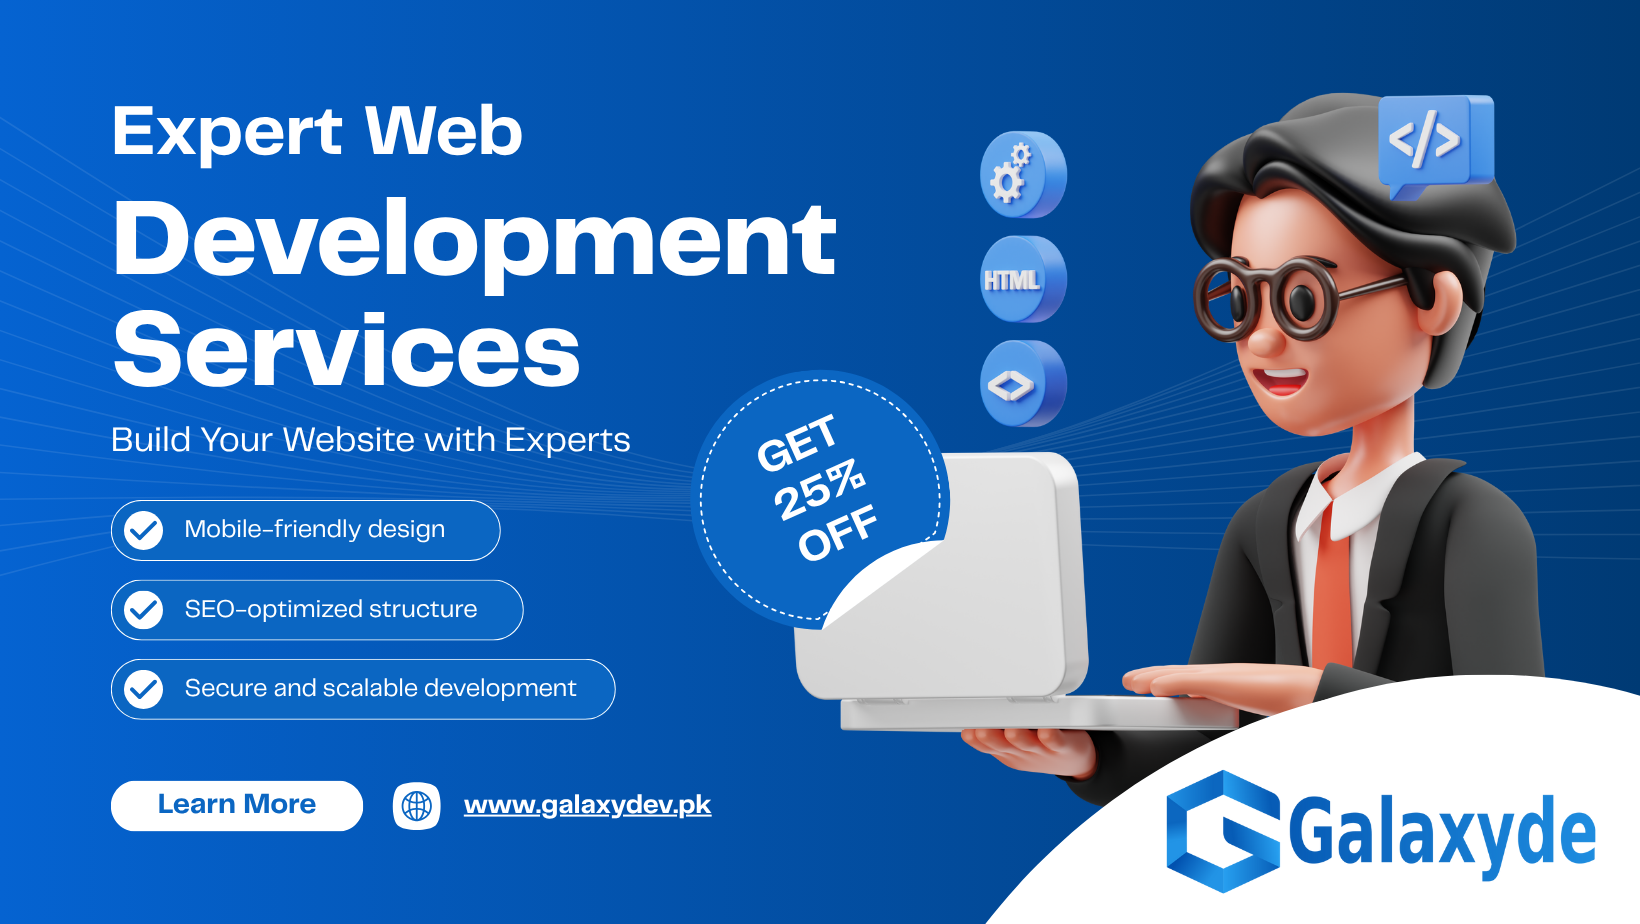 Expert Web
Development
Services
Build Your Website with Experts
Mobile-friendly design
SEO-optimized structure
Secure and scalable development
Learn More
www.galaxydev.pk
GET
25%
OFF
</>
HTML
<>
Galaxyde